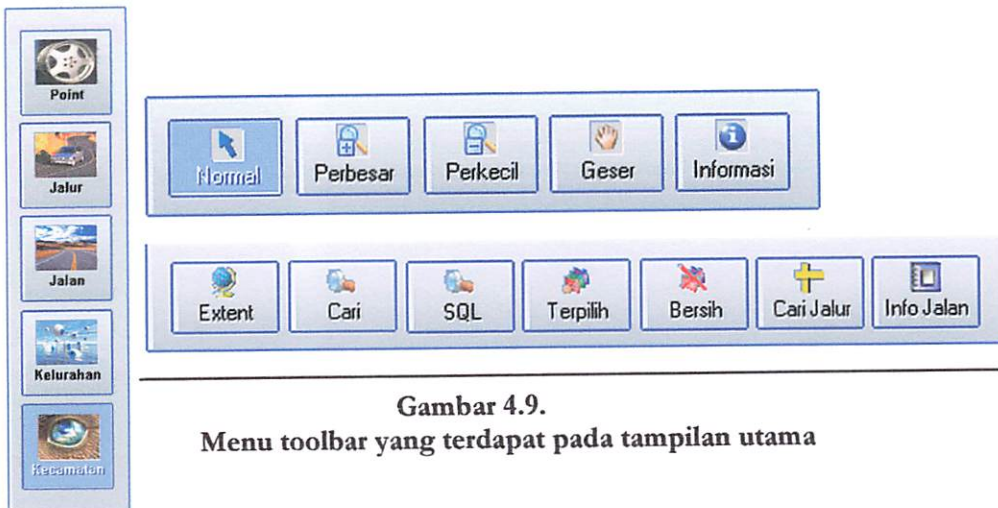 Point
Jalur
Jalan
Kelurahan
Kecamatan
Normal
Perbesar
Perkecil
Geser
Informasi
Extent
Cari
SQL
Terpilih
Bersih
Cari Jalur
Info Jalan
Gambar 4.9.
Menu toolbar yang terdapat pada tampilan utama